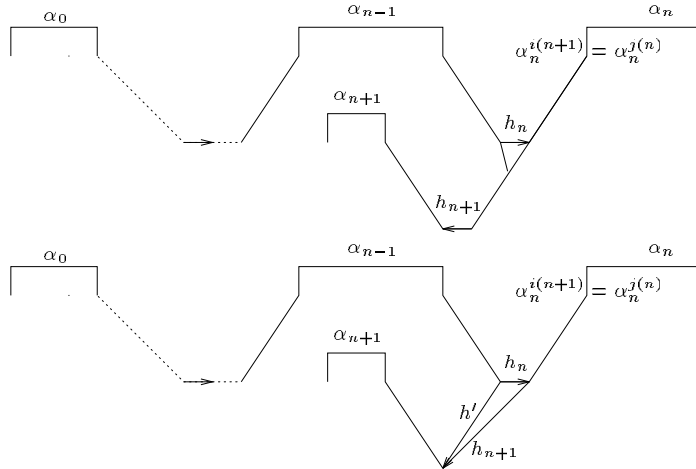 α₀ αₙ₋₁ αₙ
αₙ^{i(n+1)} = αₙ^{j(n)}
αₙ₊₁
hₙ
hₙ₊₁
α₀ αₙ₋₁ αₙ
αₙ^{i(n+1)} = αₙ^{j(n)}
αₙ₊₁
hₙ
h′
hₙ₊₁